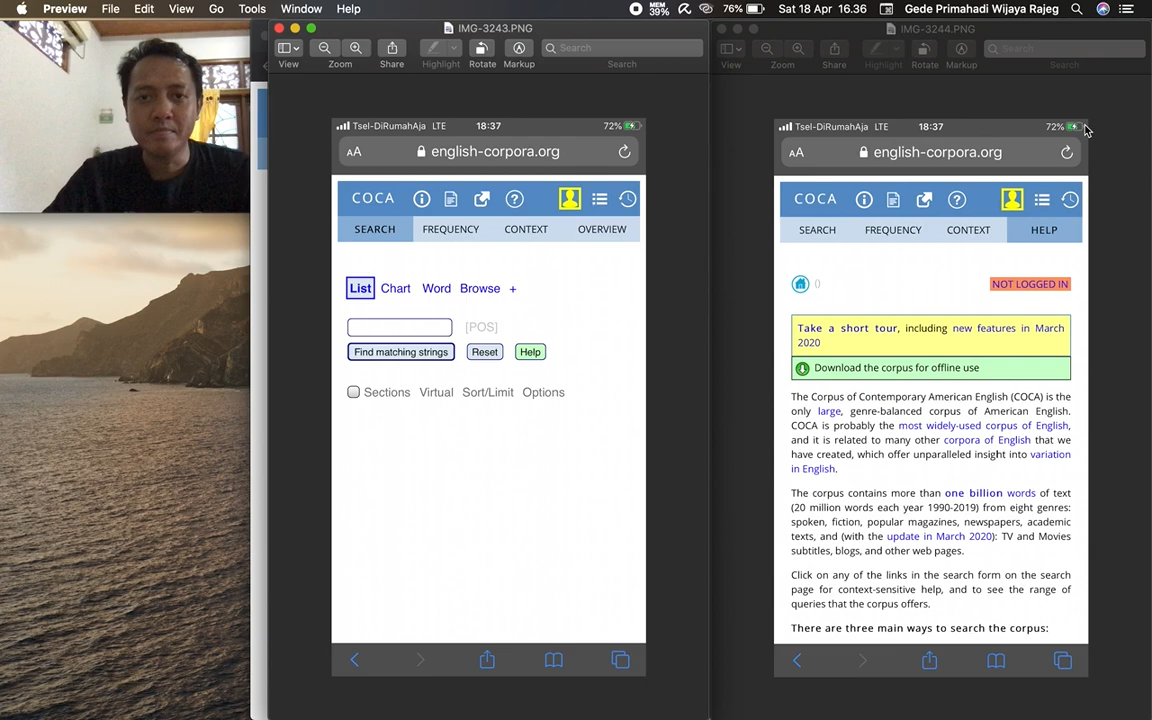 Preview File Edit View Go Tools Window Help MEM 39% 76% Sat 18 Apr 16.36 Gede Primahadi Wijaya Rajeg
IMG-3243.PNG
View Zoom Share Highlight Rotate Markup Search
Search
Tsel-DiRumahAja LTE 18:37 72%
AA english-corpora.org
COCA
SEARCH FREQUENCY CONTEXT OVERVIEW
List Chart Word Browse +
[POS]
Find matching strings Reset Help
Sections Virtual Sort/Limit Options
IMG-3244.PNG
View Zoom Share Highlight Rotate Markup Search
Search
Tsel-DiRumahAja LTE 18:37 72%
AA english-corpora.org
COCA
SEARCH FREQUENCY CONTEXT HELP
() NOT LOGGED IN
Take a short tour, including new features in March
2020
Download the corpus for offline use
The Corpus of Contemporary American English (COCA) is the
only large, genre-balanced corpus of American English.
COCA is probably the most widely-used corpus of English,
and it is related to many other corpora of English that we
have created, which offer unparalleled insight into variation
in English.
The corpus contains more than one billion words of text
(20 million words each year 1990-2019) from eight genres:
spoken, fiction, popular magazines, newspapers, academic
texts, and (with the update in March 2020): TV and Movies
subtitles, blogs, and other web pages.
Click on any of the links in the search form on the search
page for context-sensitive help, and to see the range of
queries that the corpus offers.
There are three main ways to search the corpus: